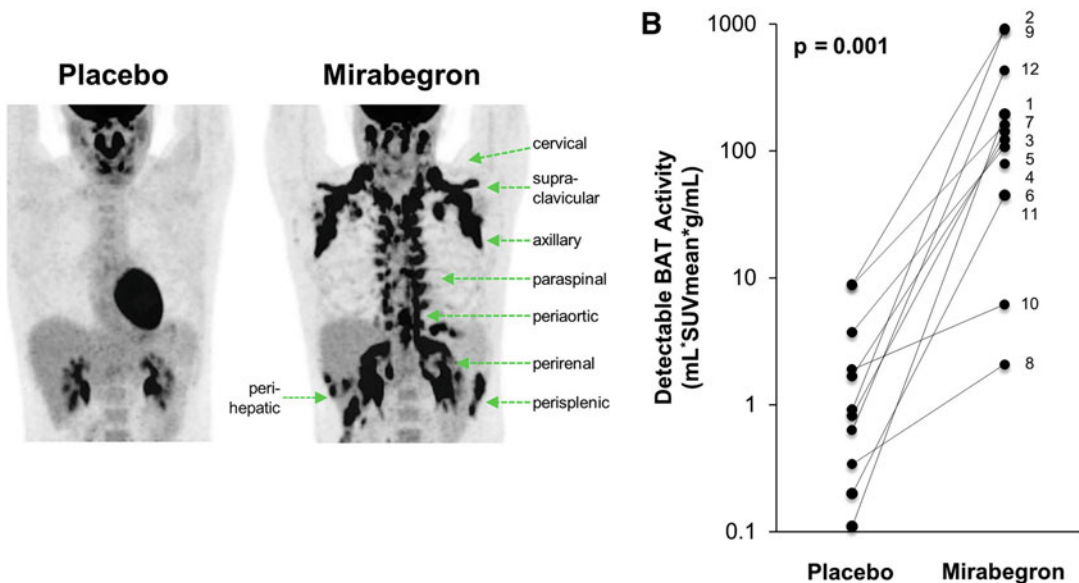 Placebo
Mirabegron
cervical
supra-
clavicular
axillary
paraspinal
periaortic
perirenal
perisplenic
peri-
hepatic
B
p = 0.001
Detectable BAT Activity
(mL*SUVmean*g/mL)
1000
100
10
1
0.1
2
9
12
1
7
3
5
4
6
11
10
8
Placebo
Mirabegron